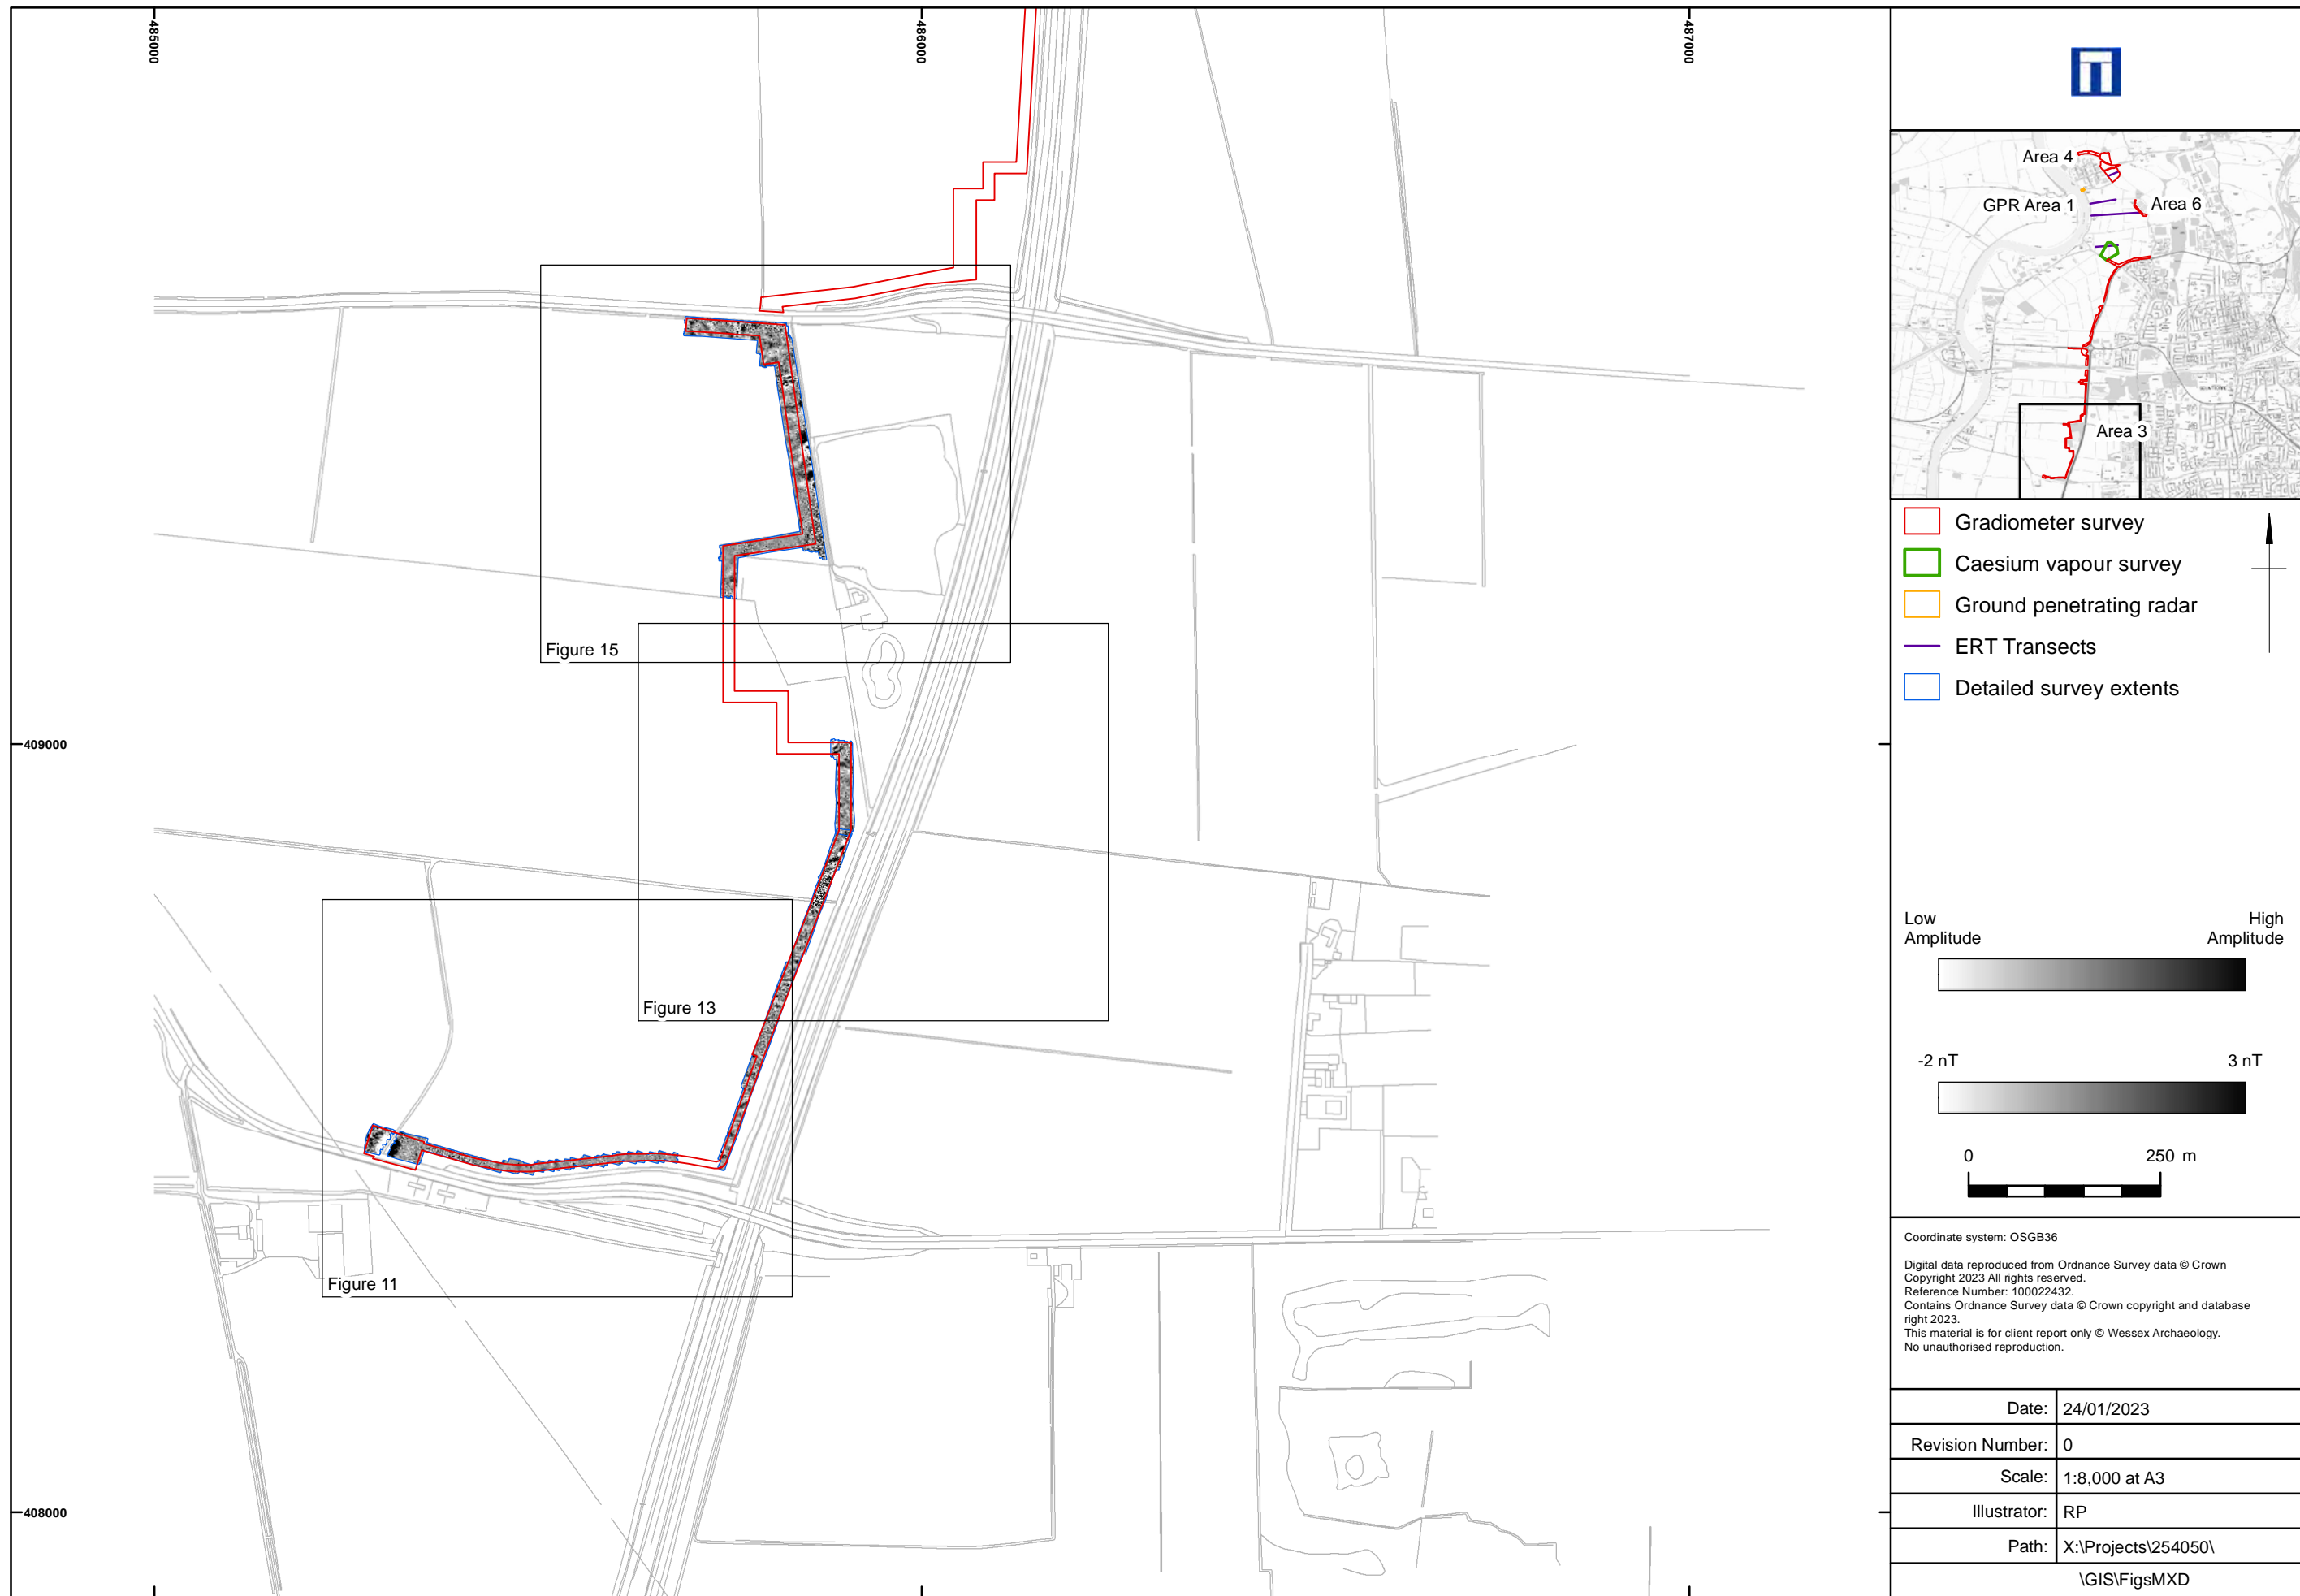 485000
486000
487000
409000
408000
Figure 15
Figure 13
Figure 11
Area 4
GPR Area 1
Area 6
Area 3
Gradiometer survey
Caesium vapour survey
Ground penetrating radar
ERT Transects
Detailed survey extents
Low High
Amplitude Amplitude
-2 nT 3 nT
0 250 m
Coordinate system: OSGB36
Digital data reproduced from Ordnance Survey data © Crown
Copyright 2023 All rights reserved.
Reference Number: 100022432.
Contains Ordnance Survey data © Crown copyright and database
right 2023.
This material is for client report only © Wessex Archaeology.
No unauthorised reproduction.
Date: 24/01/2023
Revision Number: 0
Scale: 1:8,000 at A3
Illustrator: RP
Path: X:\Projects\254050\
\GIS\FigsMXD